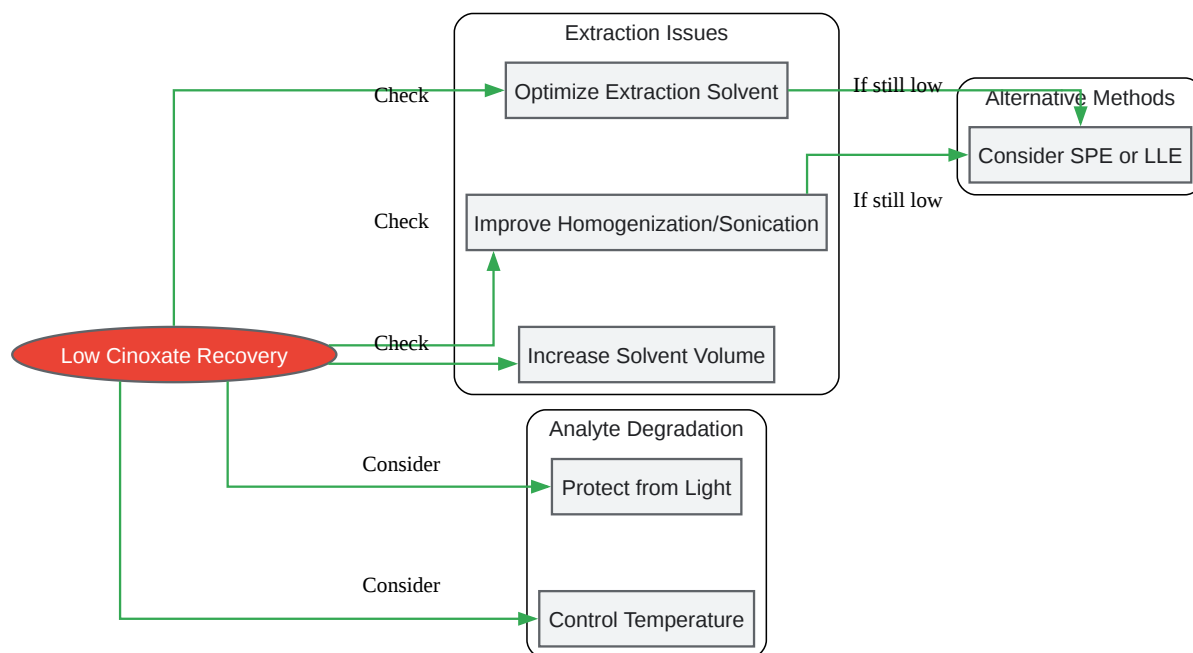 Extraction Issues
Check
Optimize Extraction Solvent
If still low
Alternative Methods
Consider SPE or LLE
Check
Improve Homogenization/Sonication
If still low
Low Cinoxate Recovery
Check
Increase Solvent Volume
Analyte Degradation
Consider
Protect from Light
Consider
Control Temperature